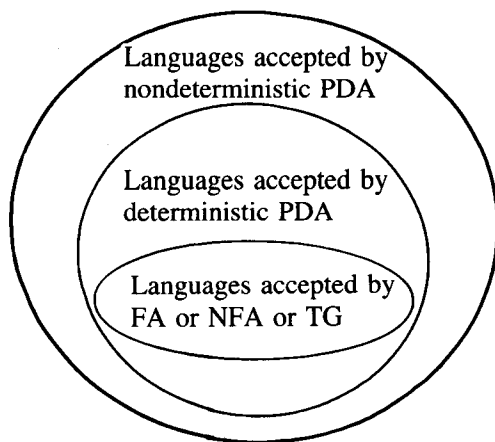 Languages accepted by
nondeterministic PDA
Languages accepted by
deterministic PDA
Languages accepted by
FA or NFA or TG